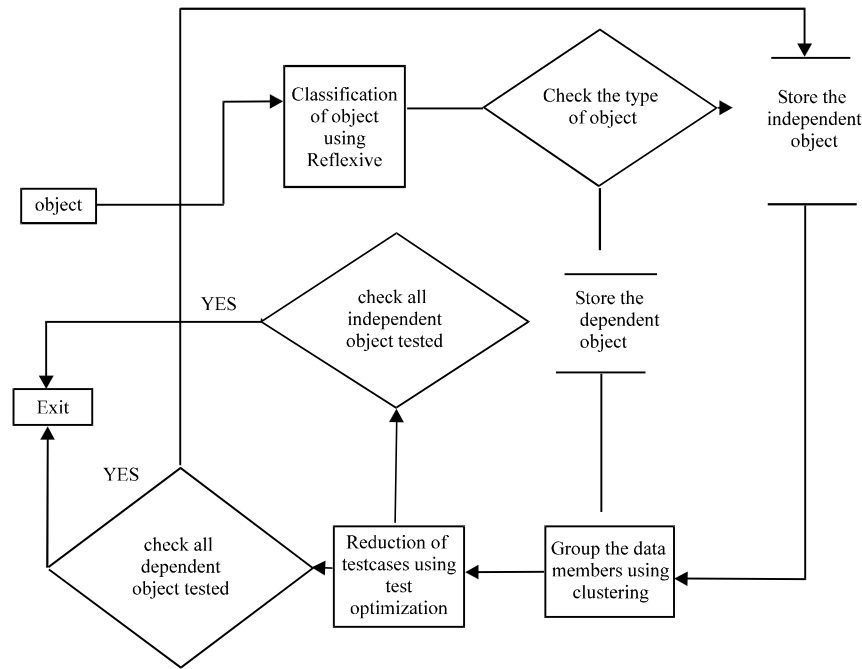 object
Classification
of object
using
Reflexive
Check the type
of object
Store the
independent
object
YES
check all
independent
object tested
Store the
dependent
object
Exit
YES
check all
dependent
object tested
Reduction of
testcases using
test
optimization
Group the data
members using
clustering